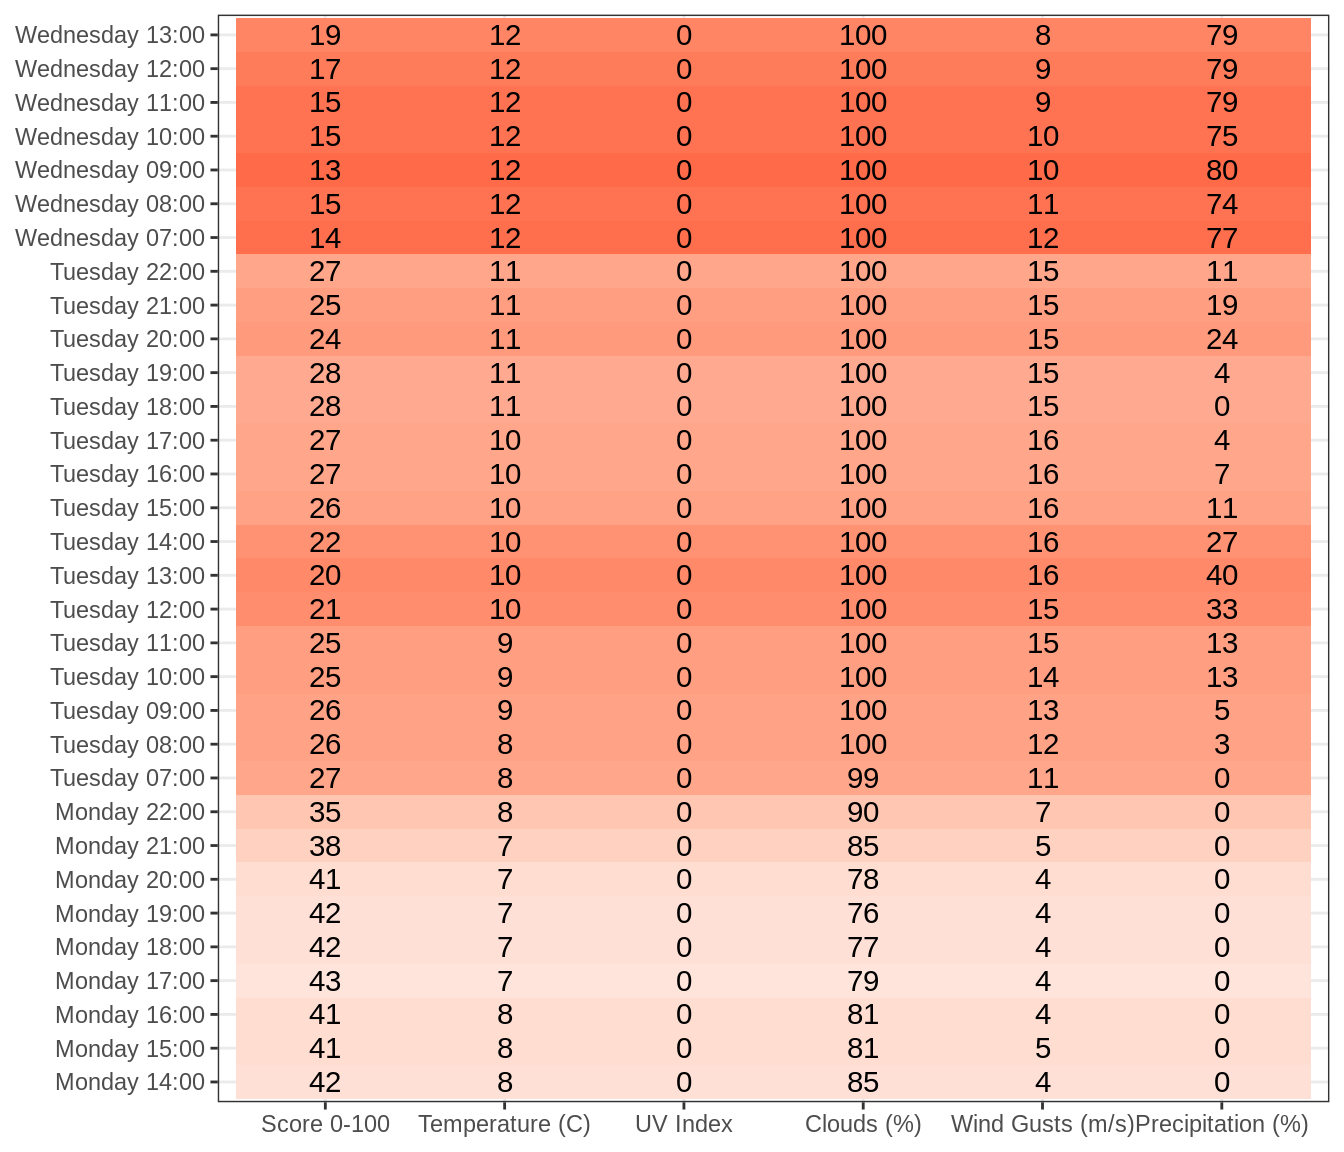 Wednesday 13:00 19 12 0 100 8 79
Wednesday 12:00 17 12 0 100 9 79
Wednesday 11:00 15 12 0 100 9 79
Wednesday 10:00 15 12 0 100 10 75
Wednesday 09:00 13 12 0 100 10 80
Wednesday 08:00 15 12 0 100 11 74
Wednesday 07:00 14 12 0 100 12 77
Tuesday 22:00 27 11 0 100 15 11
Tuesday 21:00 25 11 0 100 15 19
Tuesday 20:00 24 11 0 100 15 24
Tuesday 19:00 28 11 0 100 15 4
Tuesday 18:00 28 11 0 100 15 0
Tuesday 17:00 27 10 0 100 16 4
Tuesday 16:00 27 10 0 100 16 7
Tuesday 15:00 26 10 0 100 16 11
Tuesday 14:00 22 10 0 100 16 27
Tuesday 13:00 20 10 0 100 16 40
Tuesday 12:00 21 10 0 100 15 33
Tuesday 11:00 25 9 0 100 15 13
Tuesday 10:00 25 9 0 100 14 13
Tuesday 09:00 26 9 0 100 13 5
Tuesday 08:00 26 8 0 100 12 3
Tuesday 07:00 27 8 0 99 11 0
Monday 22:00 35 8 0 90 7 0
Monday 21:00 38 7 0 85 5 0
Monday 20:00 41 7 0 78 4 0
Monday 19:00 42 7 0 76 4 0
Monday 18:00 42 7 0 77 4 0
Monday 17:00 43 7 0 79 4 0
Monday 16:00 41 8 0 81 4 0
Monday 15:00 41 8 0 81 5 0
Monday 14:00 42 8 0 85 4 0
Score 0-100 Temperature (C) UV Index Clouds (%) Wind Gusts (m/s) Precipitation (%)